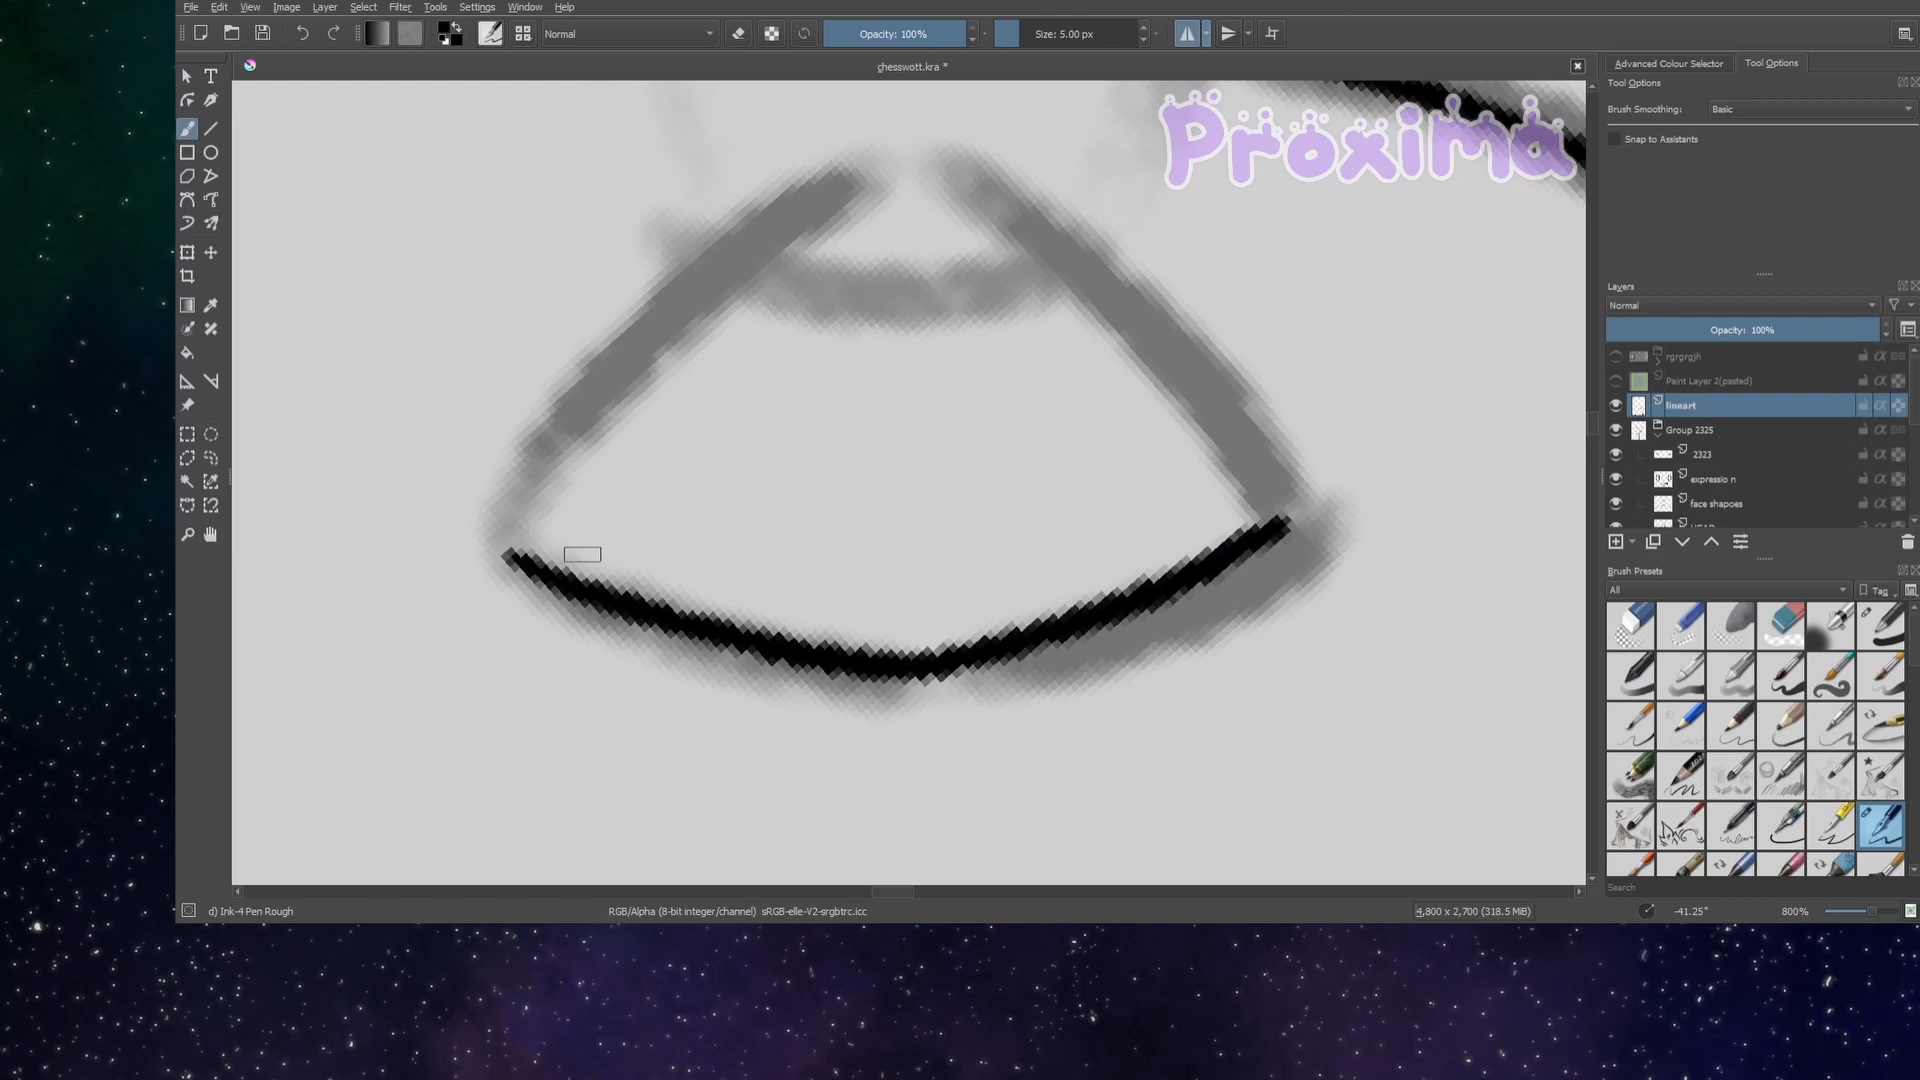 File Edit View Image Layer Select Filter Tools Settings Window Help
Normal Opacity: 100% Size: 5.00 px
ghesswott.kra *
Proxima
Advanced Colour Selector Tool Options
Tool Options
Brush Smoothing: Basic
Snap to Assistants
Layers
Normal
Opacity: 100%
rgrgrgjh
Paint Layer 2(pasted)
lineart
Group 2325
2323
expressio n
face shapoes
Brush Presets
All Tag
Search
d) Ink-4 Pen Rough RGB/Alpha (8-bit integer/channel) sRGB-elle-V2-srgbtrc.icc 4,800 x 2,700 (318.5 MiB) -41.25° 800%